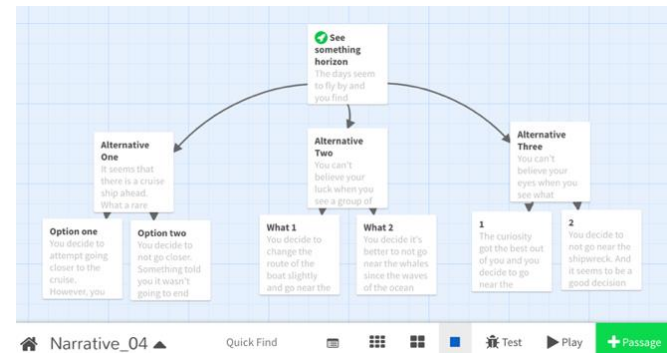 See
something
horizon
The days seem
to fly by and
you find
Alternative
One
It seems that
there is a cruise
ship ahead.
What a rare
Alternative
Two
You can't
believe your
luck when you
see a group of
Alternative
Three
You can't
believe your
eyes when you
see what
Option one
You decide to
attempt going
closer to the
cruise.
However, you
Option two
You decide to
not go closer.
Something told
you it wasn't
going to end
What 1
You decide to
change the
route of the
boat slightly
and go near the
What 2
You decide it's
better to not go
near the whales
since the waves
of the ocean
1
The curiosity
got the best out
of you and you
decide to go
near the
2
You decide to
not go near the
shipwreck. And
it seems to be a
good decision
Narrative_04
Quick Find
Test
Play
Passage